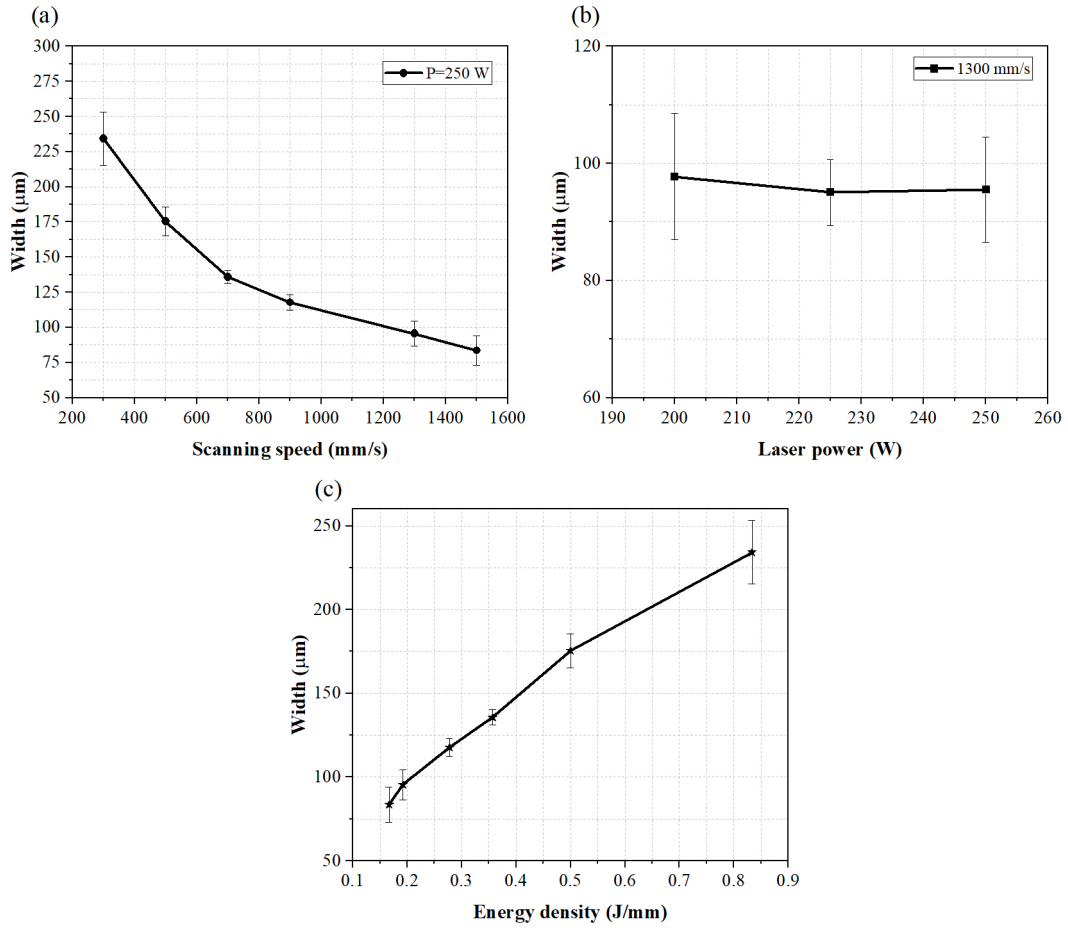 (a)
300
275
250
225
200
175
150
125
100
75
50
Width (μm)
P=250 W
200 400 600 800 1000 1200 1400 1600
Scanning speed (mm/s)
(b)
120
100
80
60
Width (μm)
1300 mm/s
190 200 210 220 230 240 250 260
Laser power (W)
(c)
250
200
150
100
50
Width (μm)
0.1 0.2 0.3 0.4 0.5 0.6 0.7 0.8 0.9
Energy density (J/mm)